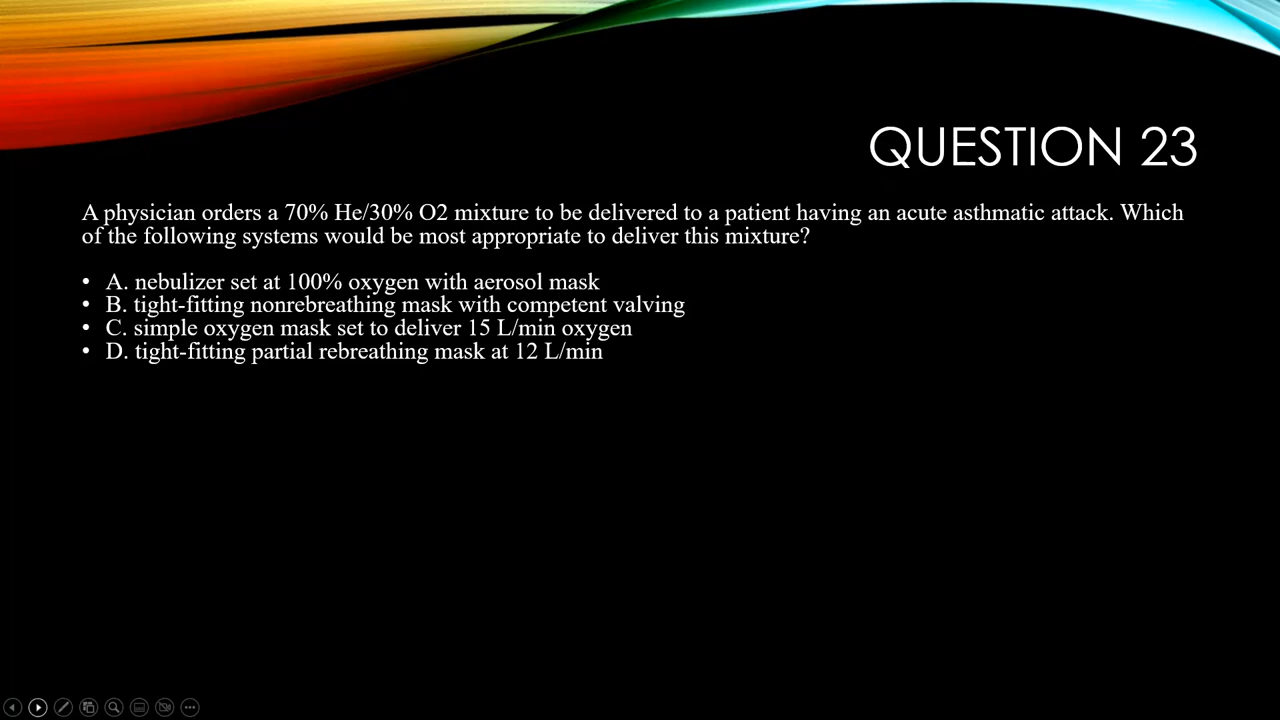 QUESTION 23
A physician orders a 70% He/30% O2 mixture to be delivered to a patient having an acute asthmatic attack. Which
of the following systems would be most appropriate to deliver this mixture?
• A. nebulizer set at 100% oxygen with aerosol mask
• B. tight-fitting nonrebreathing mask with competent valving
• C. simple oxygen mask set to deliver 15 L/min oxygen
• D. tight-fitting partial rebreathing mask at 12 L/min